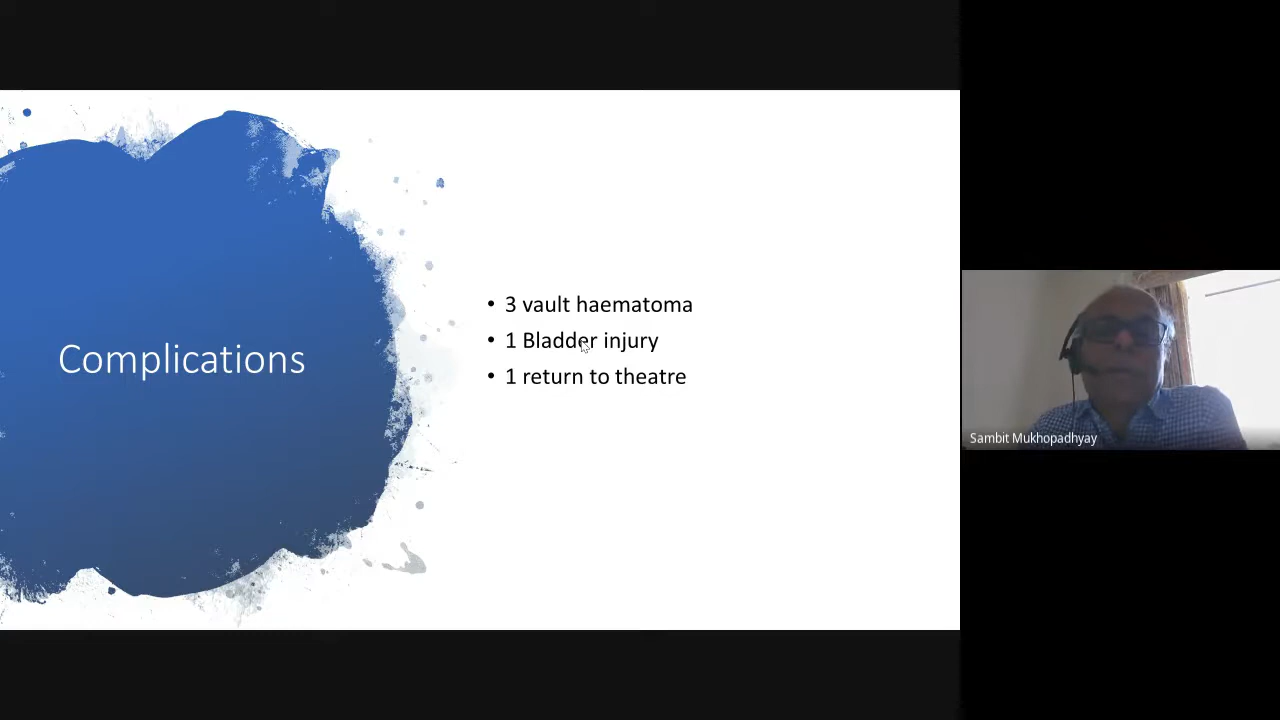 Complications
• 3 vault haematoma
• 1 Bladder injury
• 1 return to theatre
Sambit Mukhopadhyay